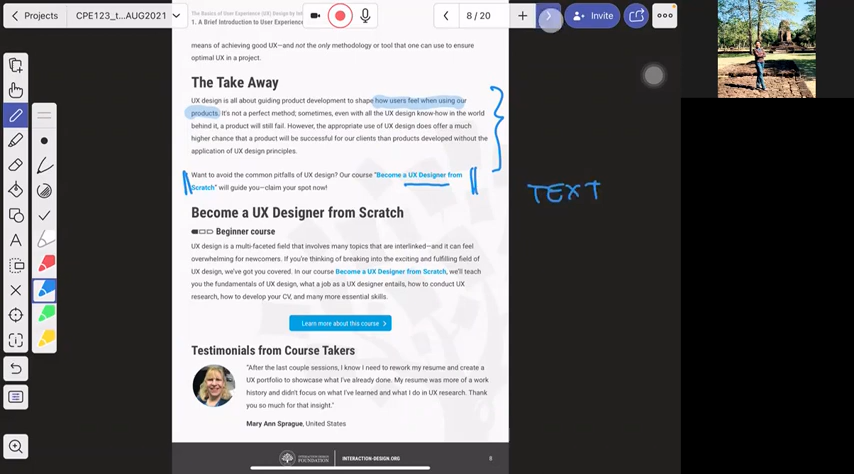 Projects
CPE123_t...AUG2021
8 / 20
Invite
The Basics of User Experience (UX) Design by Int
1. A Brief Introduction to User Experienc
means of achieving good UX—and not the only methodology or tool that one can use to ensure
optimal UX in a project.
The Take Away
UX design is all about guiding product development to shape how users feel when using our
products. It's not a perfect method; sometimes, even with all the UX design know-how in the world
behind it, a product will still fail. However, the appropriate use of UX design does offer a much
higher chance that a product will be successful for our clients than products developed without the
application of UX design principles.
Want to avoid the common pitfalls of UX design? Our course "Become a UX Designer from
Scratch" will guide you—claim your spot now!
TEXT
Become a UX Designer from Scratch
Beginner course
UX design is a multi-faceted field that involves many topics that are interlinked—and it can feel
overwhelming for newcomers. If you're thinking of breaking into the exciting and fulfilling field of
UX design, we've got you covered. In our course Become a UX Designer from Scratch, we'll teach
you the fundamentals of UX design, what a job as a UX designer entails, how to conduct UX
research, how to develop your CV, and many more essential skills.
Learn more about this course
Testimonials from Course Takers
"After the last couple sessions, I know I need to rework my resume and create a
UX portfolio to showcase what I've already done. My resume was more of a work
history and didn't focus on what I've learned and what I do in UX research. Thank
you so much for that insight."
Mary Ann Sprague, United States
INTERACTION DESIGN
FOUNDATION
INTERACTION-DESIGN.ORG
8